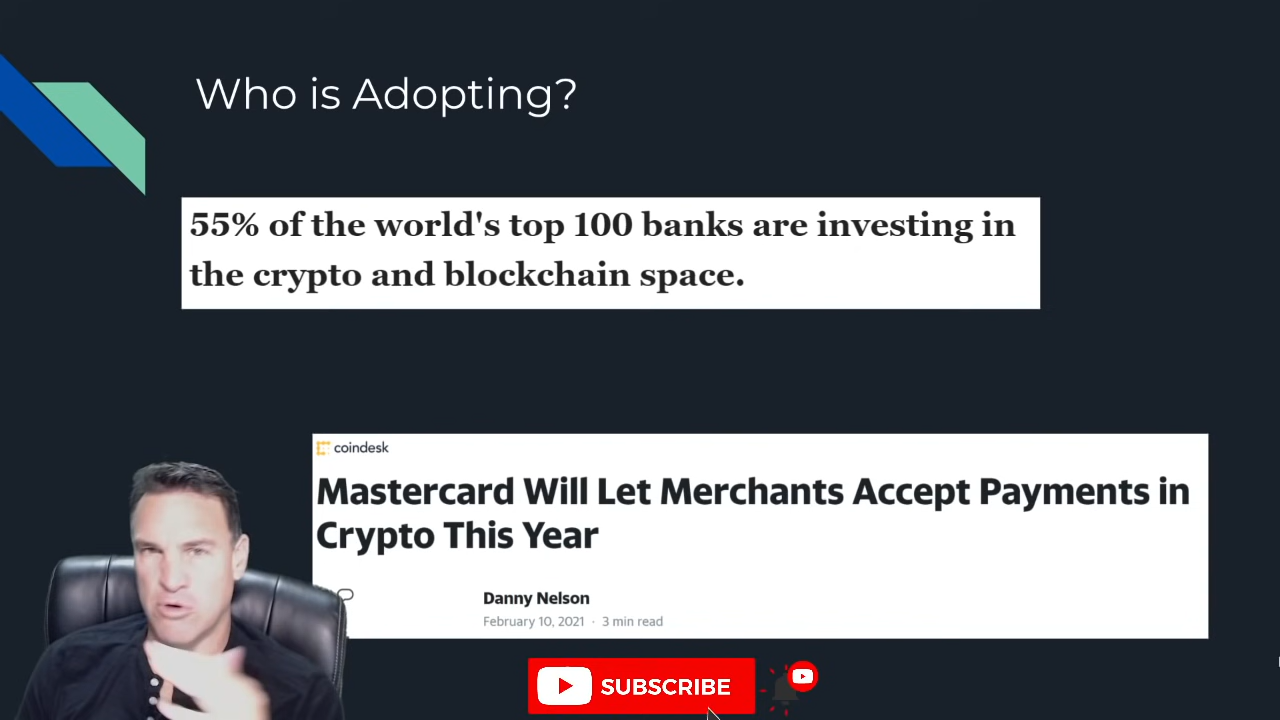 Who is Adopting?
55% of the world's top 100 banks are investing in
the crypto and blockchain space.
coindesk
Mastercard Will Let Merchants Accept Payments in
Crypto This Year
Danny Nelson
February 10, 2021 · 3 min read
SUBSCRIBE